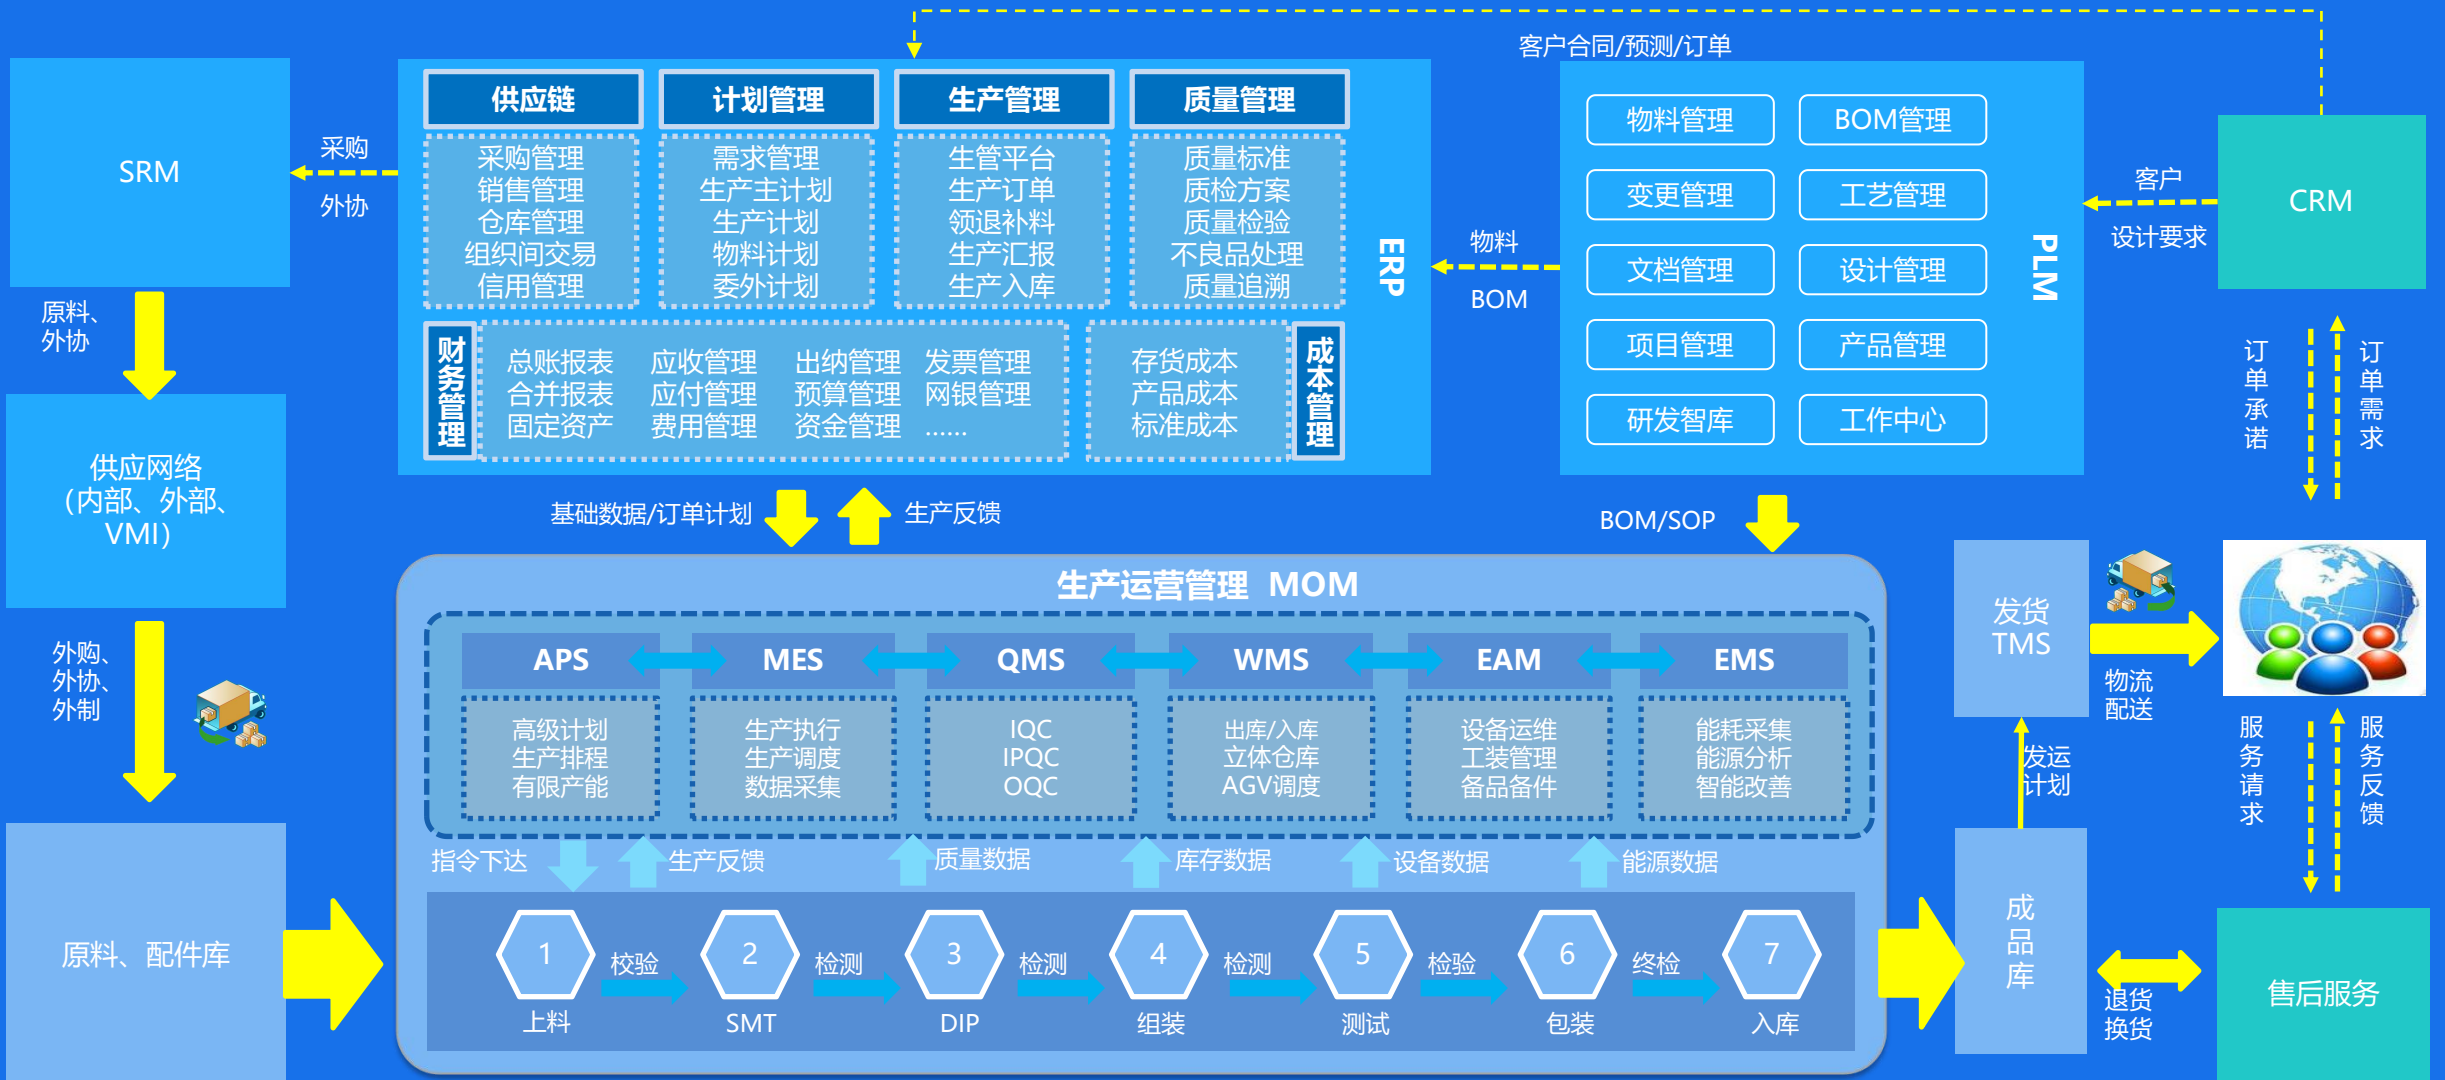 客户合同/预测/订单
SRM
采购
外协
供应链
采购管理
销售管理
仓库管理
组织间交易
信用管理
计划管理
需求管理
生产主计划
生产计划
物料计划
委外计划
生产管理
生管平台
生产订单
领退补料
生产汇报
生产入库
质量管理
质量标准
质检方案
质量检验
不良品处理
质量追溯
ERP
财务管理
总账报表 应收管理 出纳管理 发票管理
合并报表 应付管理 预算管理 网银管理
固定资产 费用管理 资金管理 ......
存货成本
产品成本
标准成本
成本管理
物料
BOM
物料管理 BOM管理
变更管理 工艺管理
文档管理 设计管理
项目管理 产品管理
研发智库 工作中心
PLM
客户
设计要求
CRM
原料、
外协
供应网络
（内部、外部、
VMI）
外购、
外协、
外制
原料、配件库
基础数据/订单计划
生产反馈
BOM/SOP
生产运营管理 MOM
APS
高级计划
生产排程
有限产能
MES
生产执行
生产调度
数据采集
QMS
IQC
IPQC
OQC
WMS
出库/入库
立体仓库
AGV调度
EAM
设备运维
工装管理
备品备件
EMS
能耗采集
能源分析
智能改善
指令下达
生产反馈
质量数据
库存数据
设备数据
能源数据
1
上料
校验
2
SMT
检测
3
DIP
检测
4
组装
检测
5
测试
检验
6
包装
终检
7
入库
发货
TMS
物流
配送
发运
计划
成品库
订单承诺
订单需求
服务请求
服务反馈
退货
换货
售后服务